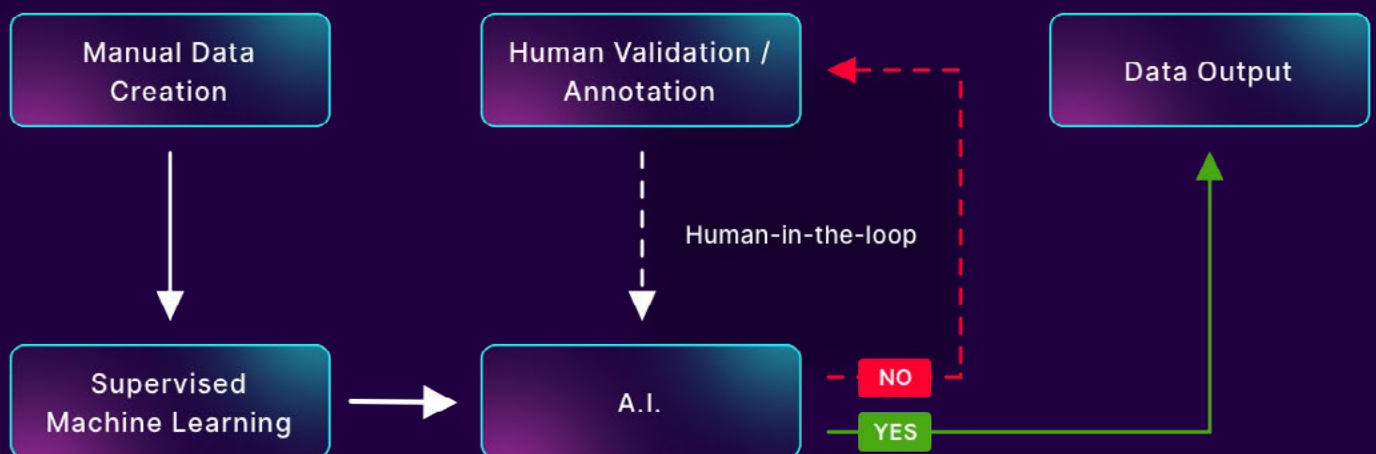 Manual Data
Creation
Human Validation /
Annotation
Data Output
Human-in-the-loop
Supervised
Machine Learning
A.I.
NO
YES